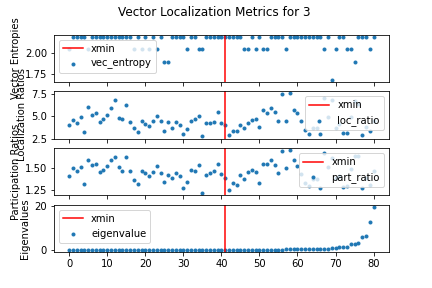 Vector Localization Metrics for 3
Vector Entropies
2.00
1.75
xmin
vec_entropy
Localization Ratios
7.5
5.0
2.5
xmin
loc_ratio
Participation Ratios
1.50
1.25
xmin
part_ratio
Eigenvalues
20
0
xmin
eigenvalue
0 10 20 30 40 50 60 70 80